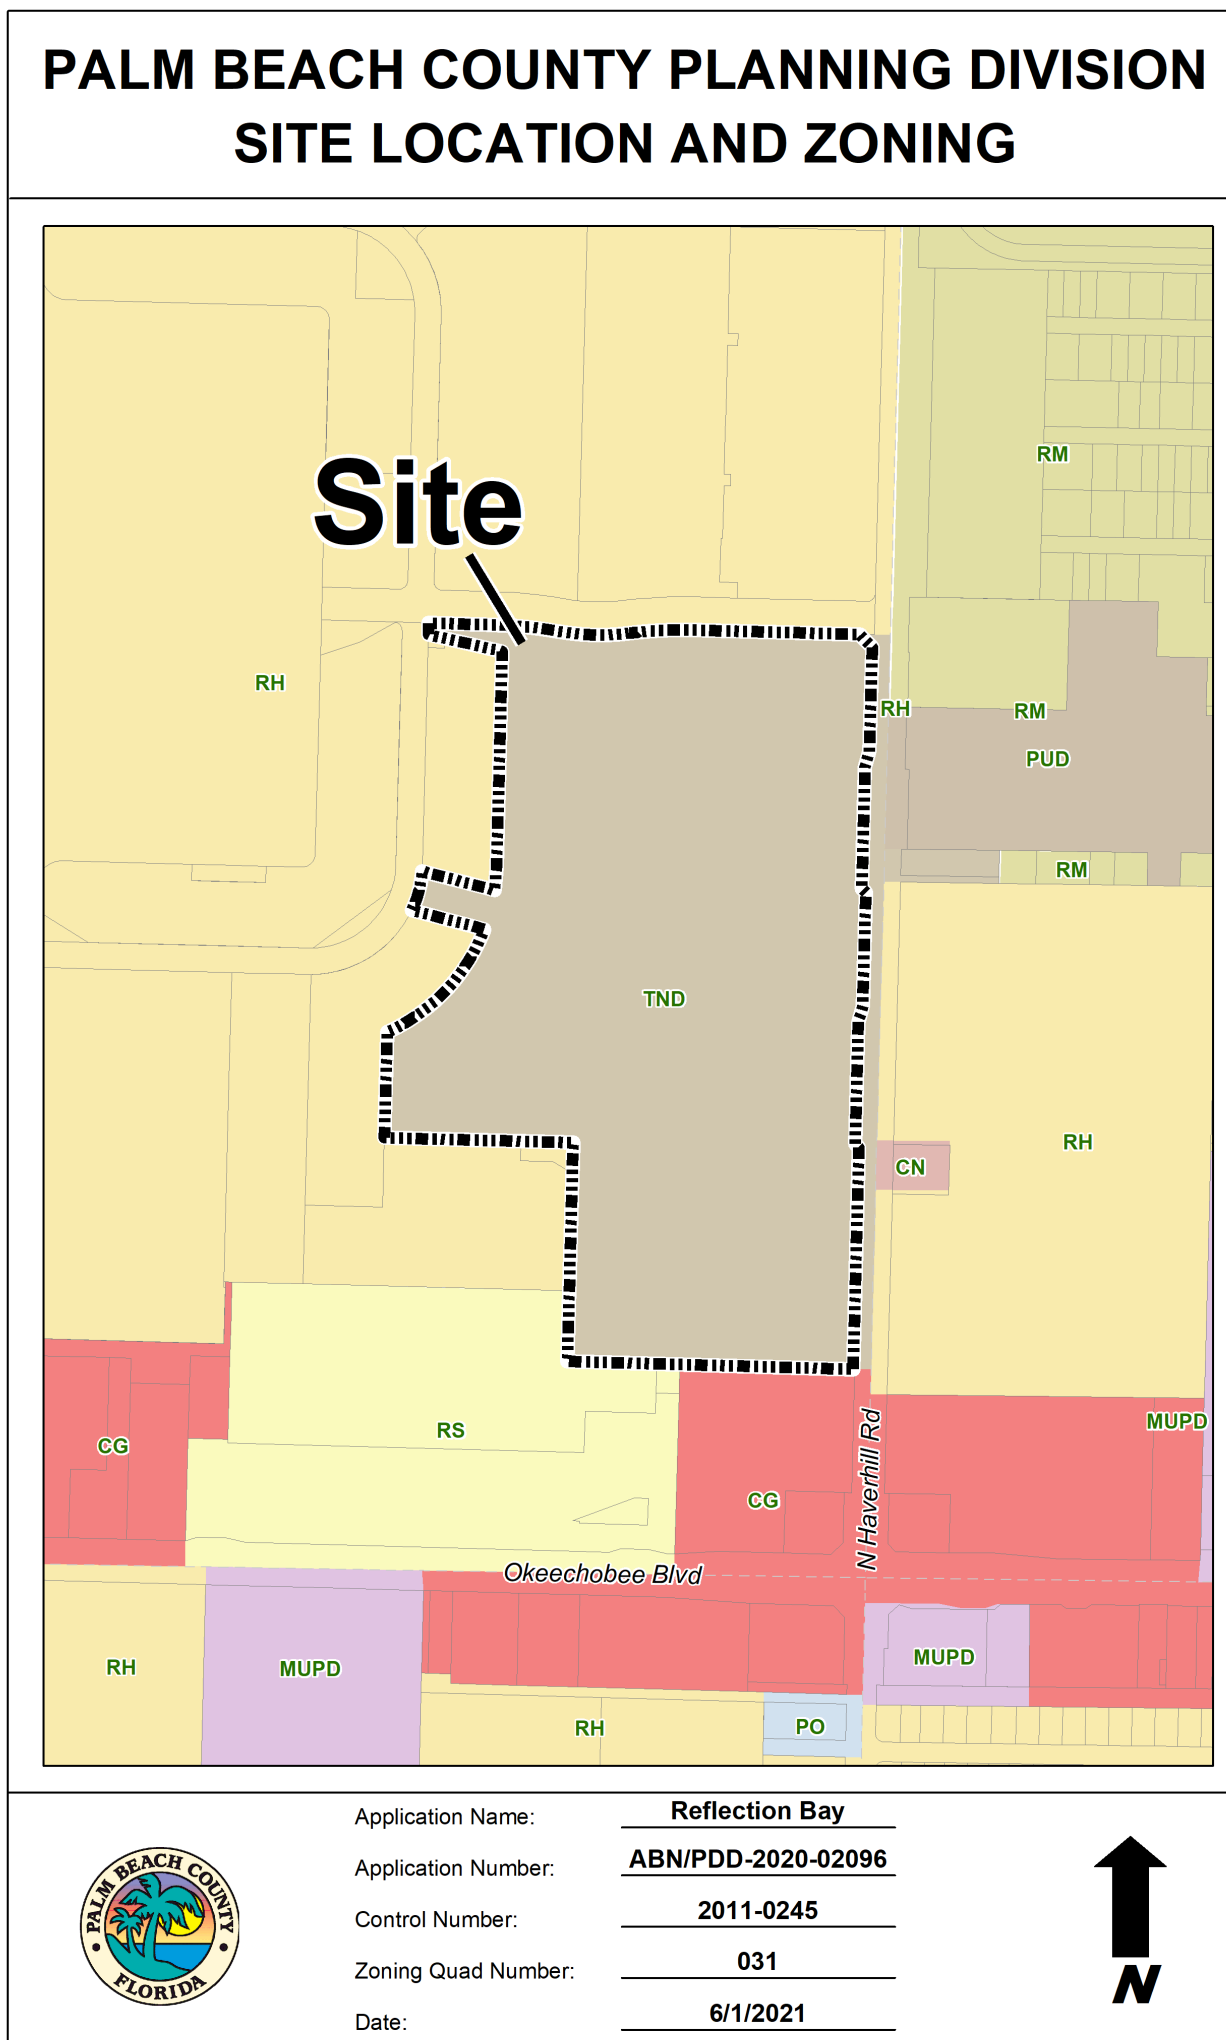 PALM BEACH COUNTY PLANNING DIVISION
SITE LOCATION AND ZONING
RM
Site
RH
RH
RM
PUD
RM
TND
RH
CN
MUPD
RS
CG
CG
N Haverhill Rd
Okeechobee Blvd
RH
MUPD
MUPD
RH
PO
Application Name: Reflection Bay
Application Number: ABN/PDD-2020-02096
Control Number: 2011-0245
Zoning Quad Number: 031
Date: 6/1/2021
PALM BEACH COUNTY
FLORIDA
N